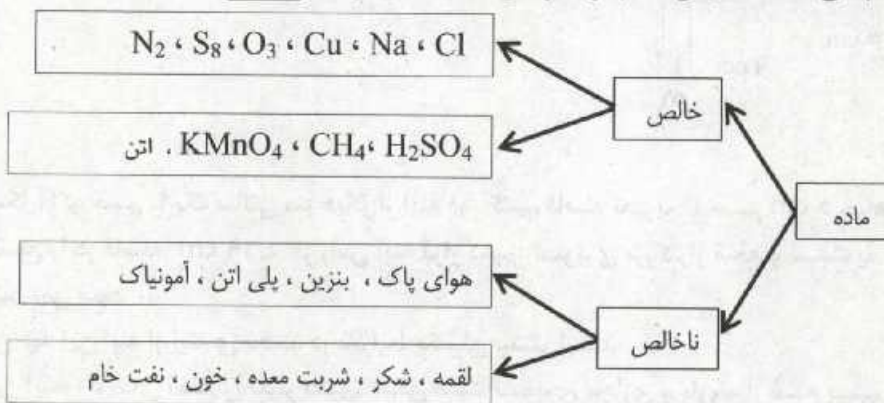 N₂ ، S₈ ، O₃ ، Cu ، Na ، Cl
خالص
اتن ، KMnO₄ ، CH₄ ، H₂SO₄
ماده
هوای پاک ، بنزین ، پلی اتن ، آمونیاک
ناخالص
لقمه ، شکر ، شربت معده ، خون ، نفت خام